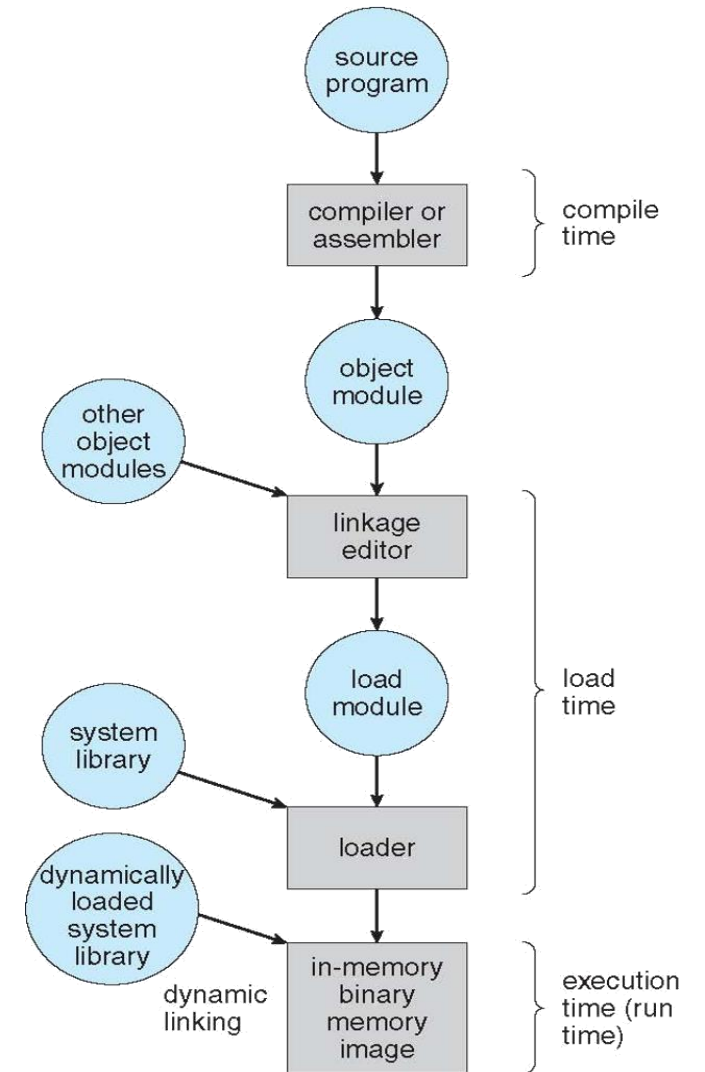 source
program
compiler or
assembler
compile
time
object
module
other
object
modules
linkage
editor
load
module
load
time
system
library
loader
dynamically
loaded
system
library
dynamic
linking
in-memory
binary
memory
image
execution
time (run
time)